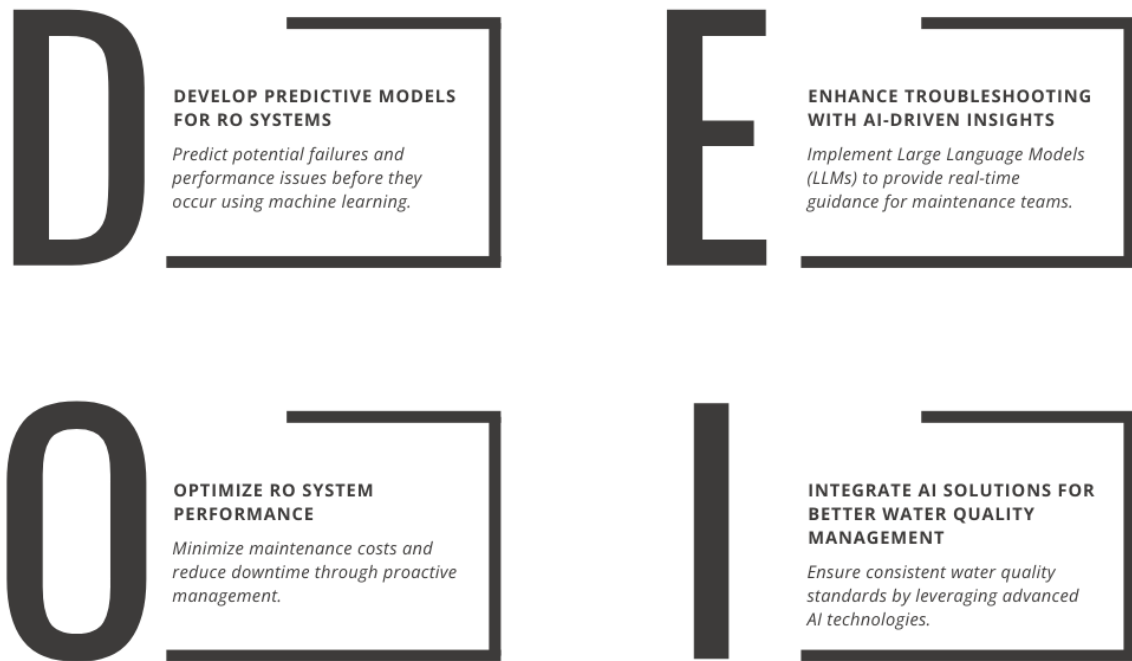 D
DEVELOP PREDICTIVE MODELS
FOR RO SYSTEMS
Predict potential failures and
performance issues before they
occur using machine learning.
E
ENHANCE TROUBLESHOOTING
WITH AI-DRIVEN INSIGHTS
Implement Large Language Models
(LLMs) to provide real-time
guidance for maintenance teams.
O
OPTIMIZE RO SYSTEM
PERFORMANCE
Minimize maintenance costs and
reduce downtime through proactive
management.
I
INTEGRATE AI SOLUTIONS FOR
BETTER WATER QUALITY
MANAGEMENT
Ensure consistent water quality
standards by leveraging advanced
AI technologies.